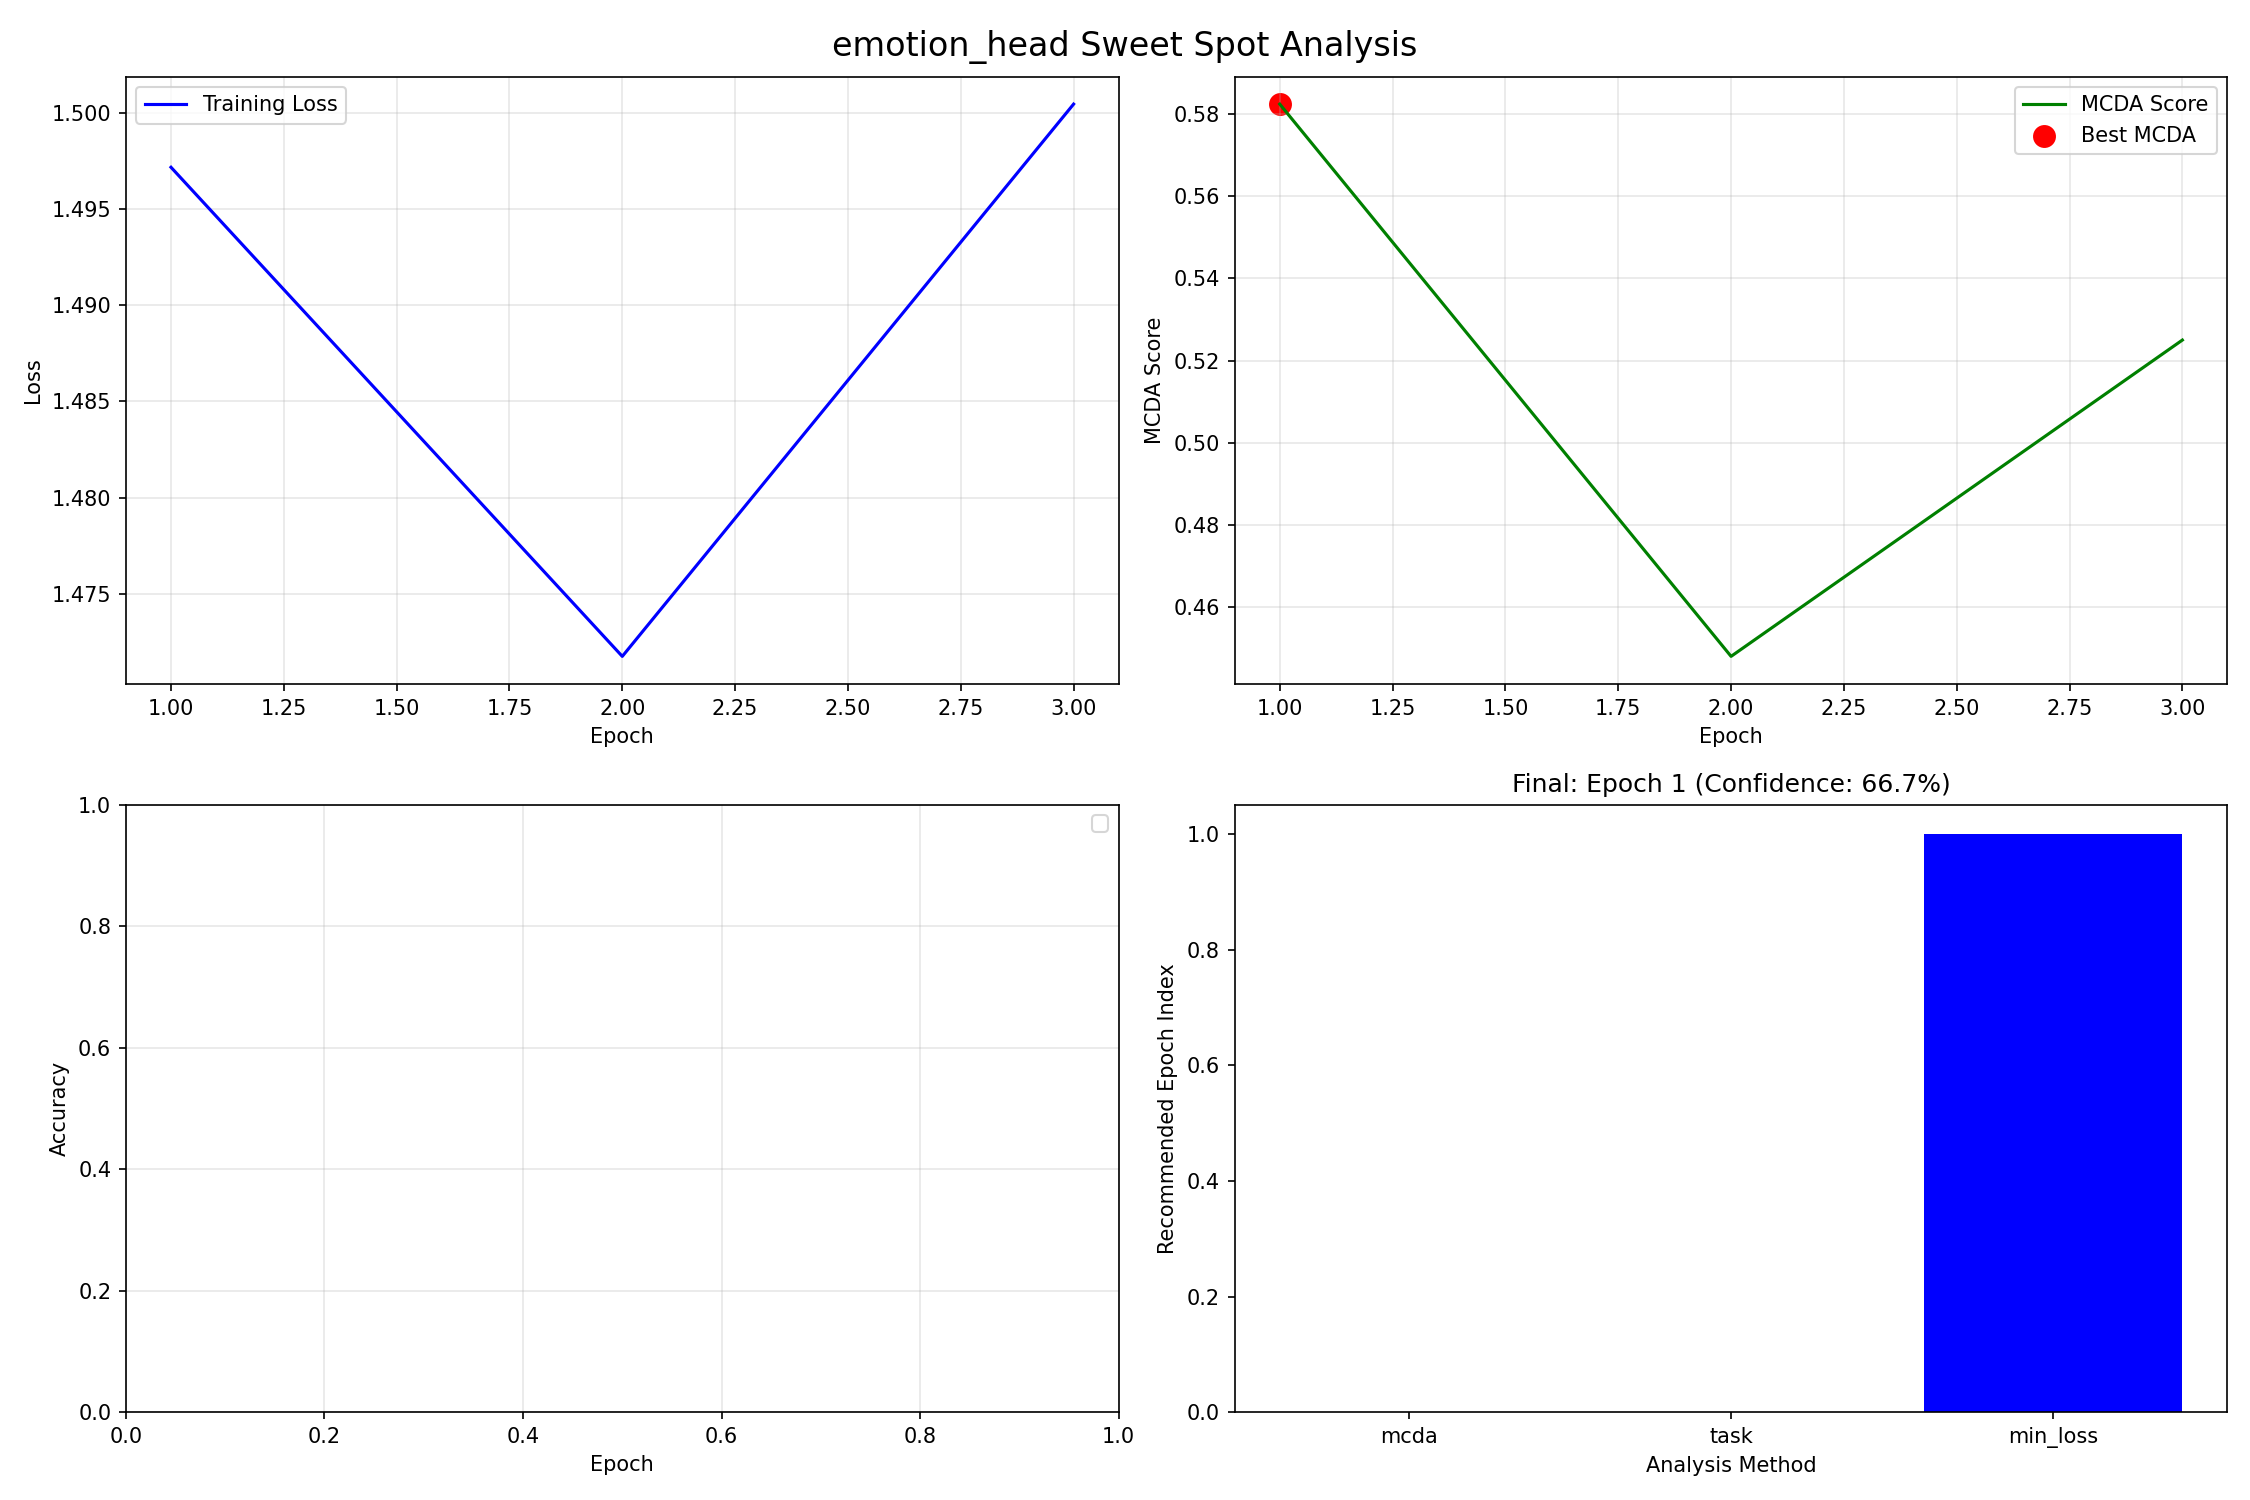 emotion_head Sweet Spot Analysis
Training Loss
1.500
1.495
1.490
1.485
1.480
1.475
Loss
1.00 1.25 1.50 1.75 2.00 2.25 2.50 2.75 3.00
Epoch
MCDA Score
Best MCDA
0.58
0.56
0.54
0.52
0.50
0.48
0.46
MCDA Score
1.00 1.25 1.50 1.75 2.00 2.25 2.50 2.75 3.00
Epoch
1.0
0.8
0.6
0.4
0.2
0.0
Accuracy
0.0 0.2 0.4 0.6 0.8 1.0
Epoch
Final: Epoch 1 (Confidence: 66.7%)
1.0
0.8
0.6
0.4
0.2
0.0
Recommended Epoch Index
mcda task min_loss
Analysis Method